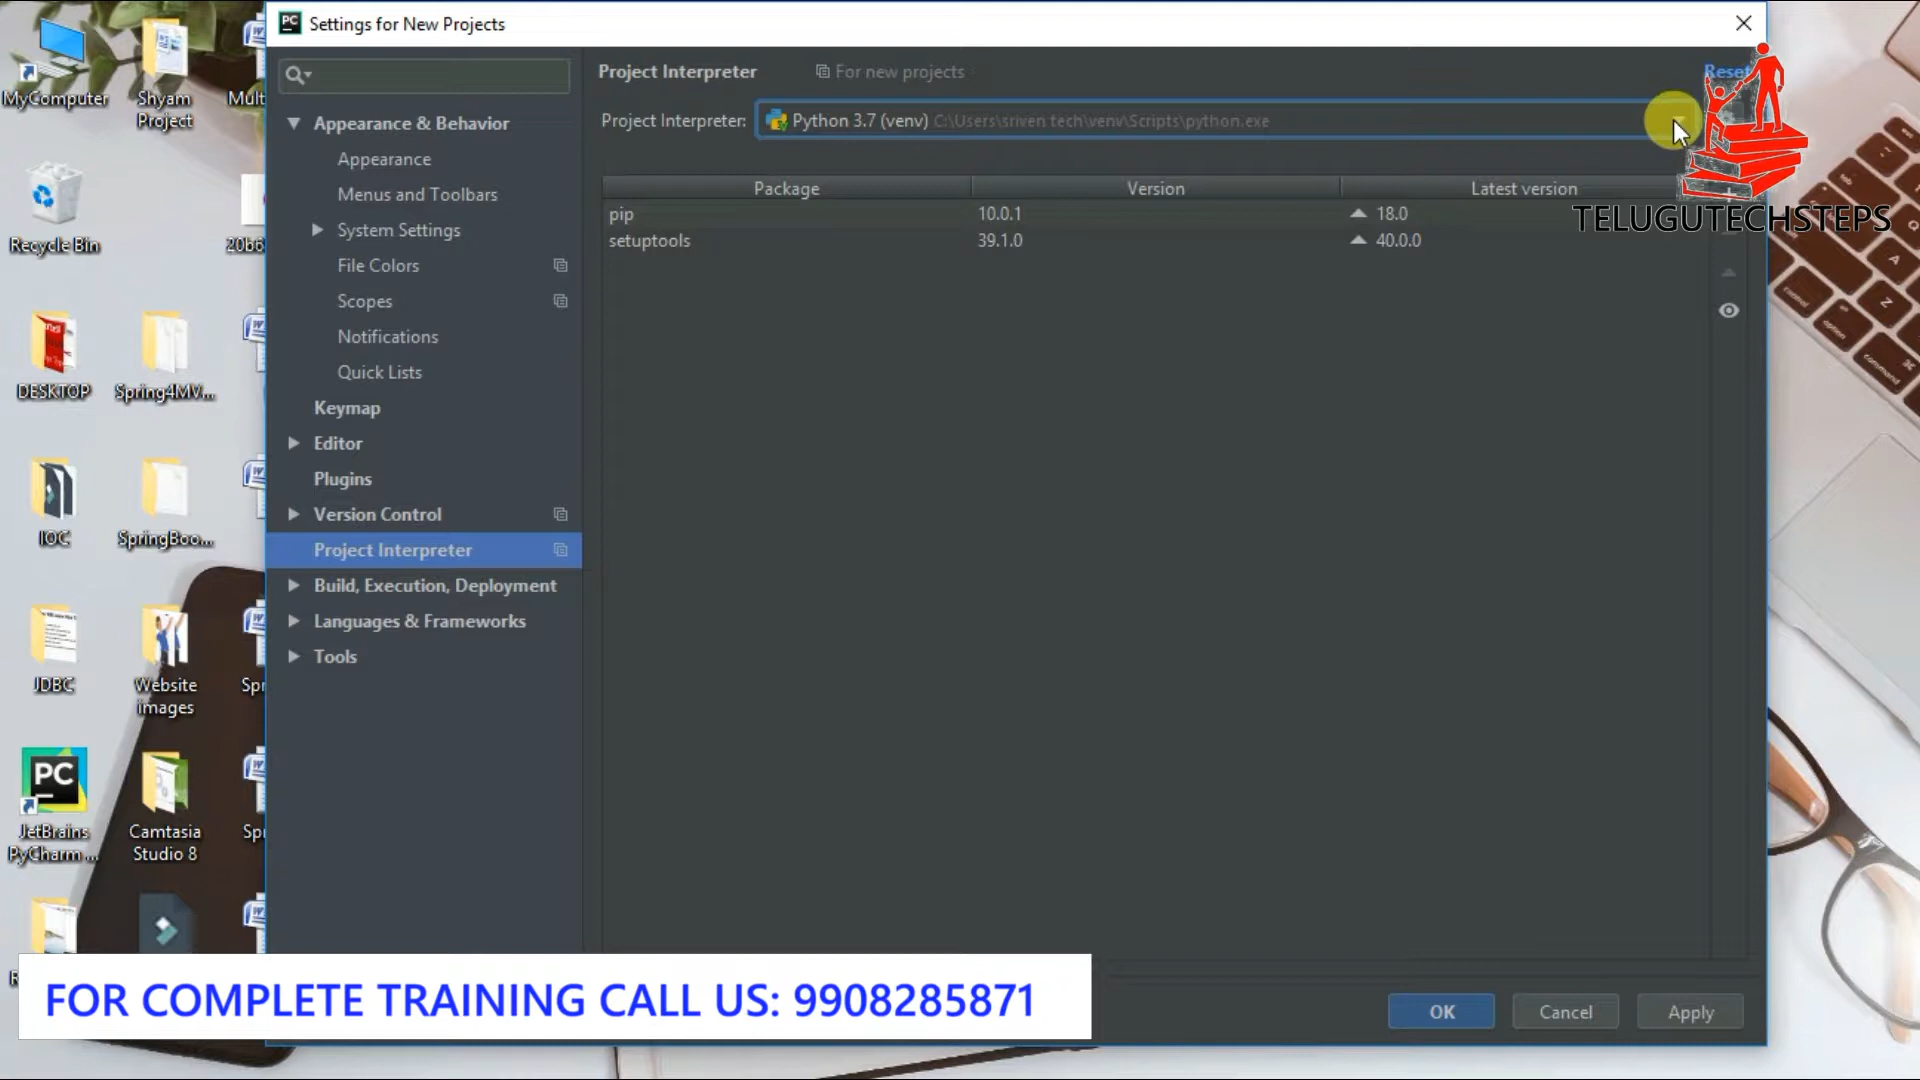 Settings for New Projects
Project Interpreter
For new projects
Reset
Project Interpreter:
Python 3.7 (venv) C:\Users\sriven tech\venv\Scripts\python.exe
Package
Version
Latest version
pip
10.0.1
18.0
setuptools
39.1.0
40.0.0
TELUGUTECHSTEPS
Appearance & Behavior
Appearance
Menus and Toolbars
System Settings
File Colors
Scopes
Notifications
Quick Lists
Keymap
Editor
Plugins
Version Control
Project Interpreter
Build, Execution, Deployment
Languages & Frameworks
Tools
OK
Cancel
Apply
MyComputer
Shyam
Project
Mult
Recycle Bin
20b6
DESKTOP
Spring4MV...
IOC
SpringBoo...
JDBC
Website
images
Spr
JetBrains
PyCharm ...
Camtasia
Studio 8
Spr
FOR COMPLETE TRAINING CALL US: 9908285871